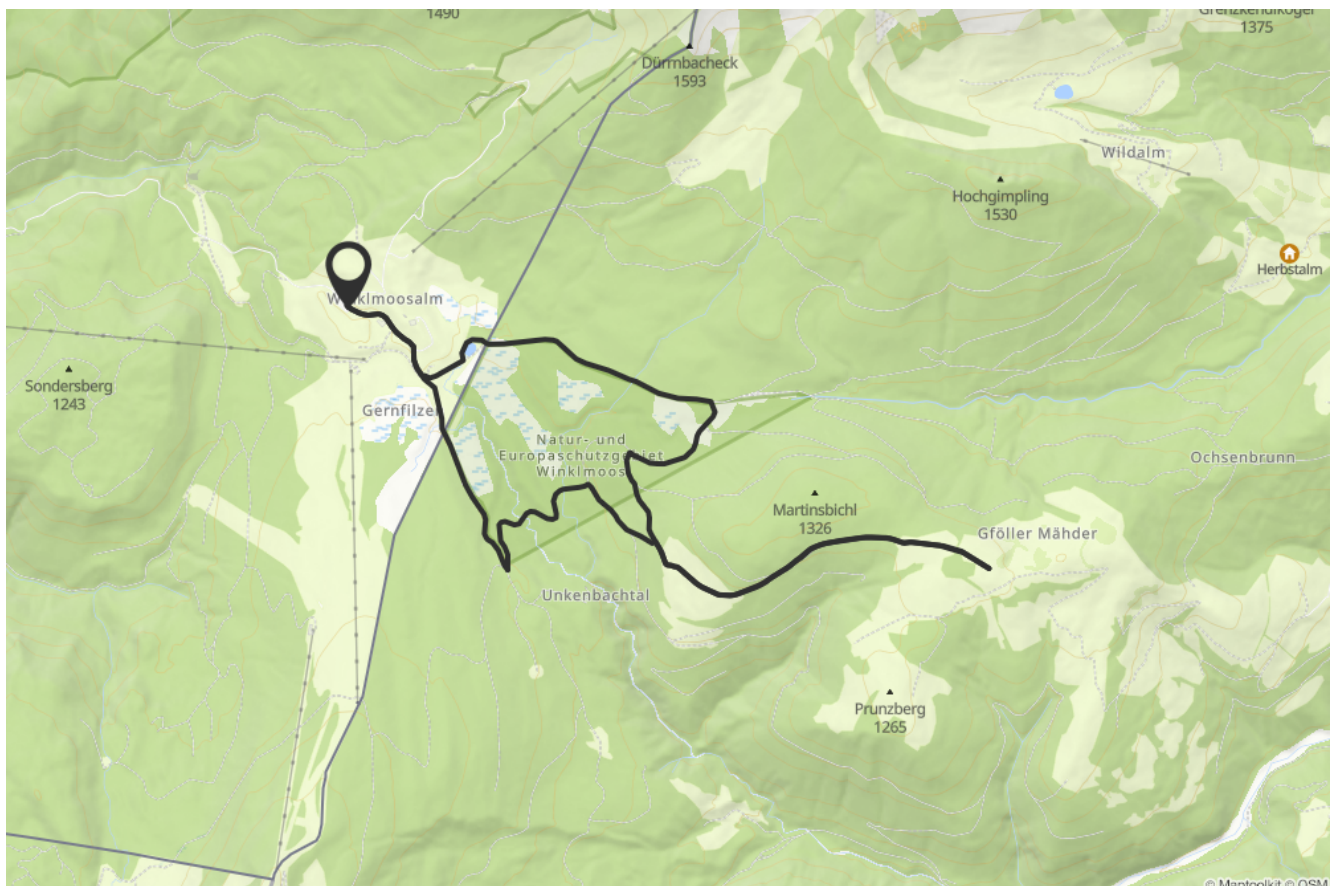 1490
Grenzkendlkogel
1375
Dürrnbacheck
1593
Wildalm
Hochgimpling
1530
Herbstalm
Winklmoosalm
Sondersberg
1243
Gernfilzen
Natur- und
Europaschutzgebiet
Winklmoos
Ochsenbrunn
Martinsbichl
1326
Gföller Mähder
Unkenbachtal
Prunzberg
1265
© Maptoolkit © OSM